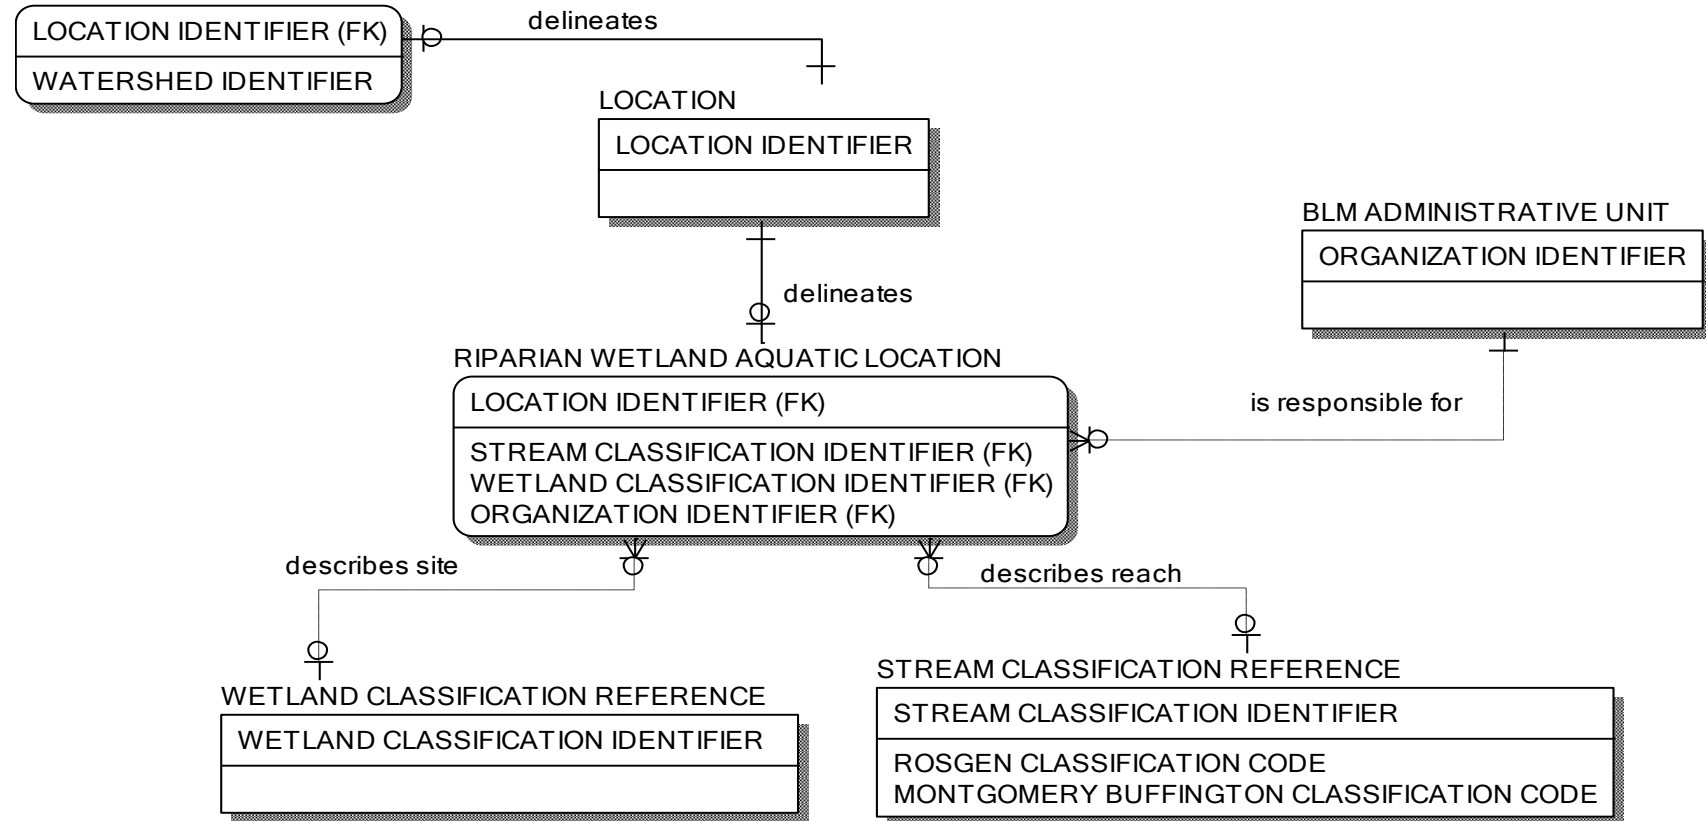 delineates
LOCATION IDENTIFIER (FK)
WATERSHED IDENTIFIER
LOCATION
LOCATION IDENTIFIER
BLM ADMINISTRATIVE UNIT
ORGANIZATION IDENTIFIER
delineates
RIPARIAN WETLAND AQUATIC LOCATION
LOCATION IDENTIFIER (FK)
is responsible for
STREAM CLASSIFICATION IDENTIFIER (FK)
WETLAND CLASSIFICATION IDENTIFIER (FK)
ORGANIZATION IDENTIFIER (FK)
describes site
describes reach
WETLAND CLASSIFICATION REFERENCE
WETLAND CLASSIFICATION IDENTIFIER
STREAM CLASSIFICATION REFERENCE
STREAM CLASSIFICATION IDENTIFIER
ROSGEN CLASSIFICATION CODE
MONTGOMERY BUFFINGTON CLASSIFICATION CODE